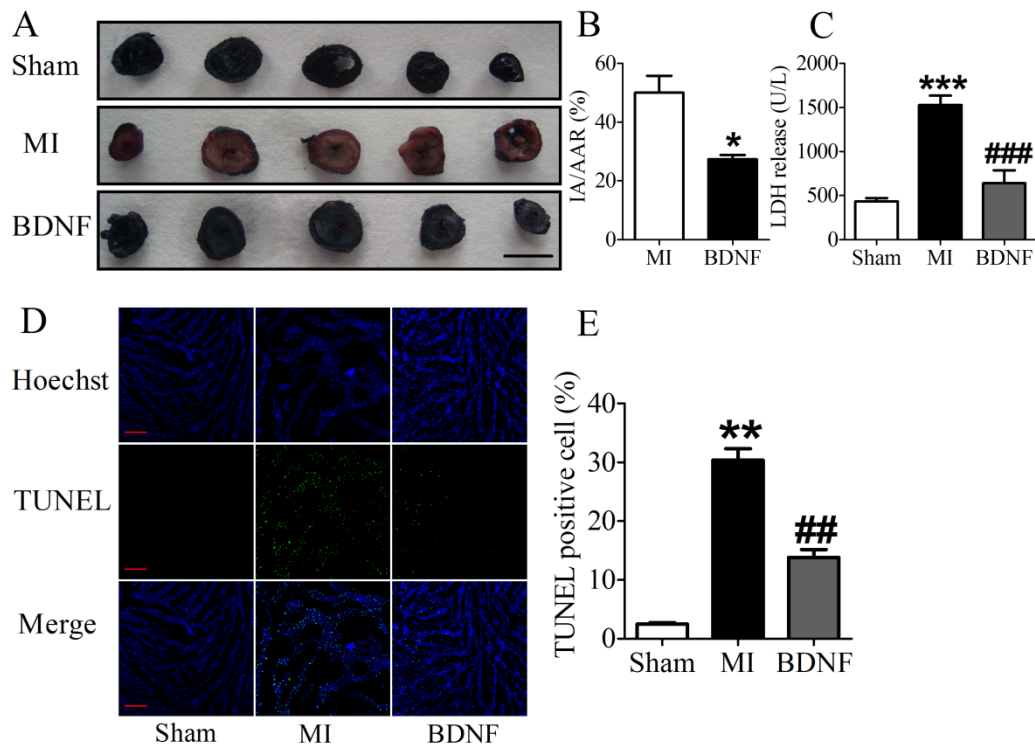 A
Sham
MI
BDNF
B
IA/AAR (%)
60
40
20
0
*
MI BDNF
C
LDH release (U/L)
2000
1500
1000
500
0
***
###
Sham MI BDNF
D
Hoechst
TUNEL
Merge
Sham MI BDNF
E
TUNEL positive cell (%)
40
30
20
10
0
**
##
Sham MI BDNF